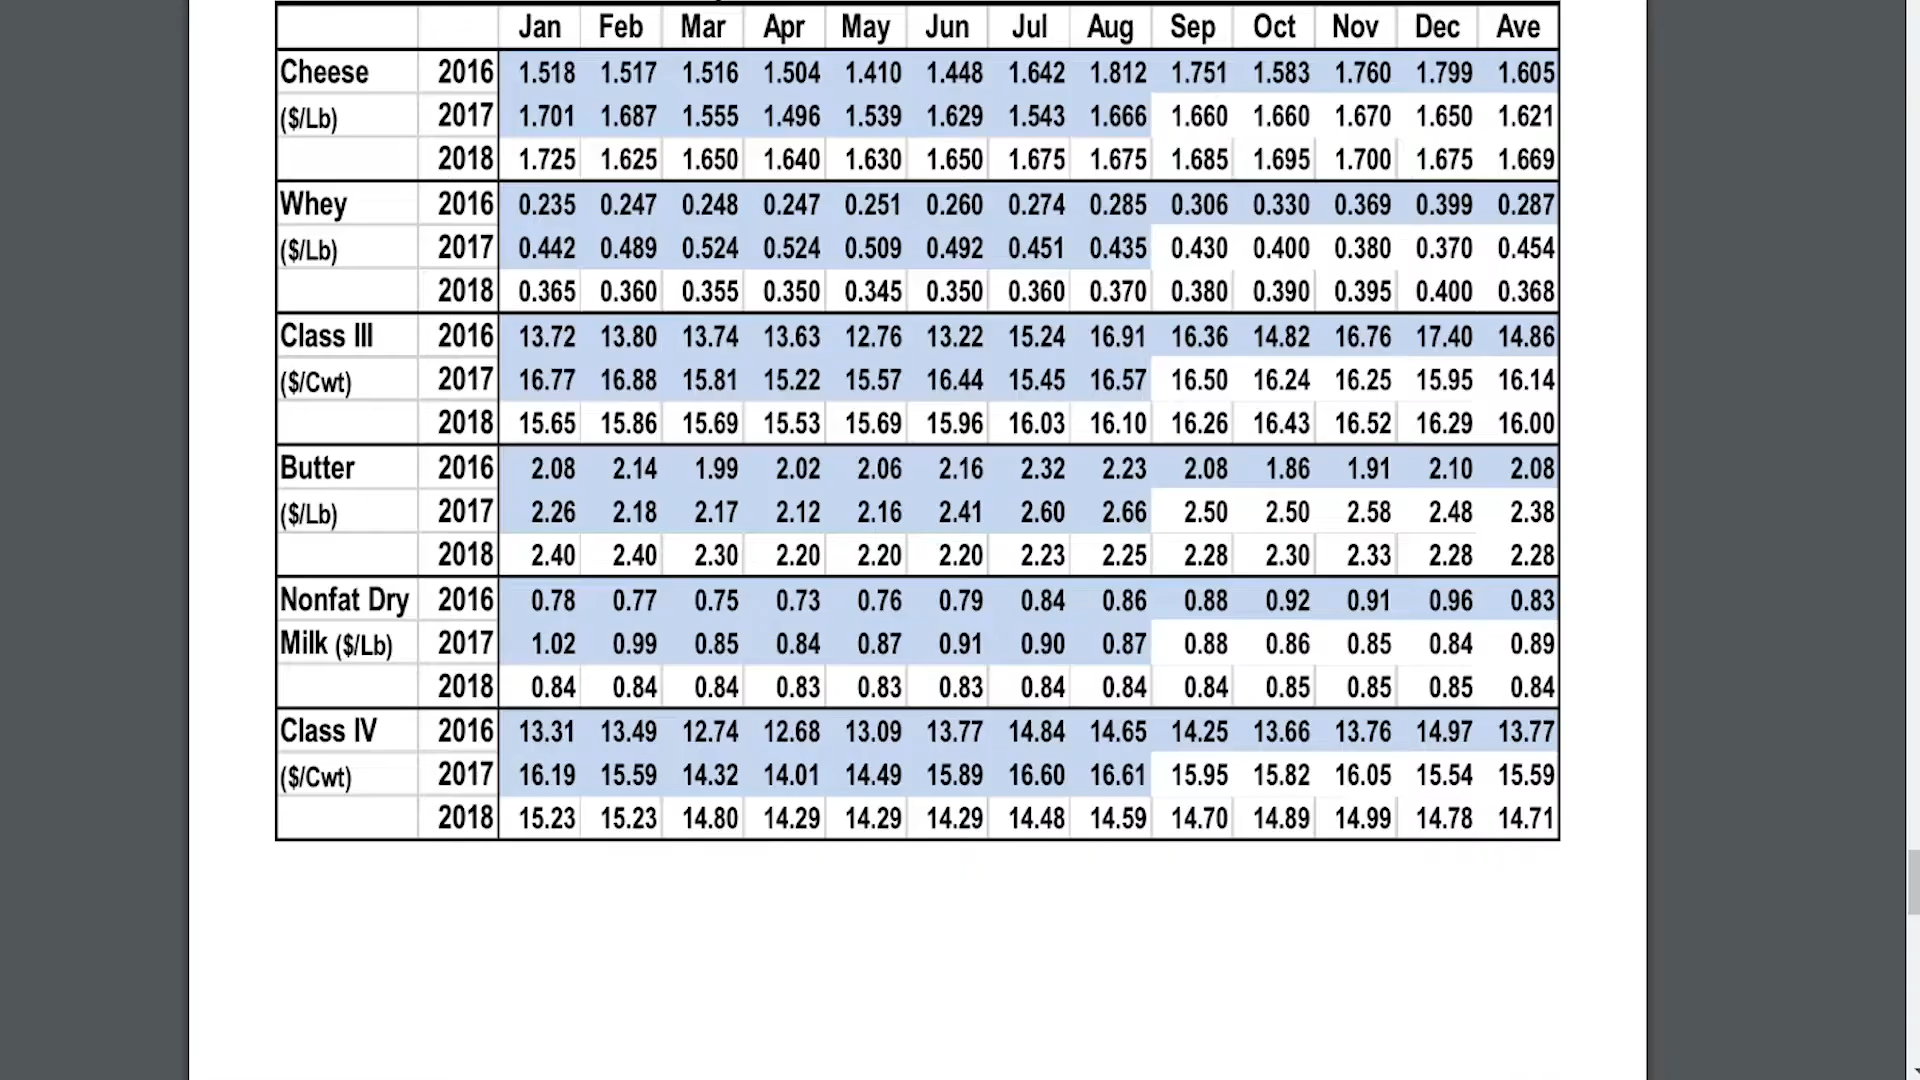 Jan Feb Mar Apr May Jun Jul Aug Sep Oct Nov Dec Ave
Cheese 2016 1.518 1.517 1.516 1.504 1.410 1.448 1.642 1.812 1.751 1.583 1.760 1.799 1.605
($/Lb) 2017 1.701 1.687 1.555 1.496 1.539 1.629 1.543 1.666 1.660 1.660 1.670 1.650 1.621
2018 1.725 1.625 1.650 1.640 1.630 1.650 1.675 1.675 1.685 1.695 1.700 1.675 1.669
Whey 2016 0.235 0.247 0.248 0.247 0.251 0.260 0.274 0.285 0.306 0.330 0.369 0.399 0.287
($/Lb) 2017 0.442 0.489 0.524 0.524 0.509 0.492 0.451 0.435 0.430 0.400 0.380 0.370 0.454
2018 0.365 0.360 0.355 0.350 0.345 0.350 0.360 0.370 0.380 0.390 0.395 0.400 0.368
Class III 2016 13.72 13.80 13.74 13.63 12.76 13.22 15.24 16.91 16.36 14.82 16.76 17.40 14.86
($/Cwt) 2017 16.77 16.88 15.81 15.22 15.57 16.44 15.45 16.57 16.50 16.24 16.25 15.95 16.14
2018 15.65 15.86 15.69 15.53 15.69 15.96 16.03 16.10 16.26 16.43 16.52 16.29 16.00
Butter 2016 2.08 2.14 1.99 2.02 2.06 2.16 2.32 2.23 2.08 1.86 1.91 2.10 2.08
($/Lb) 2017 2.26 2.18 2.17 2.12 2.16 2.41 2.60 2.66 2.50 2.50 2.58 2.48 2.38
2018 2.40 2.40 2.30 2.20 2.20 2.20 2.23 2.25 2.28 2.30 2.33 2.28 2.28
Nonfat Dry 2016 0.78 0.77 0.75 0.73 0.76 0.79 0.84 0.86 0.88 0.92 0.91 0.96 0.83
Milk ($/Lb) 2017 1.02 0.99 0.85 0.84 0.87 0.91 0.90 0.87 0.88 0.86 0.85 0.84 0.89
2018 0.84 0.84 0.84 0.83 0.83 0.83 0.84 0.84 0.84 0.85 0.85 0.85 0.84
Class IV 2016 13.31 13.49 12.74 12.68 13.09 13.77 14.84 14.65 14.25 13.66 13.76 14.97 13.77
($/Cwt) 2017 16.19 15.59 14.32 14.01 14.49 15.89 16.60 16.61 15.95 15.82 16.05 15.54 15.59
2018 15.23 15.23 14.80 14.29 14.29 14.29 14.48 14.59 14.70 14.89 14.99 14.78 14.71